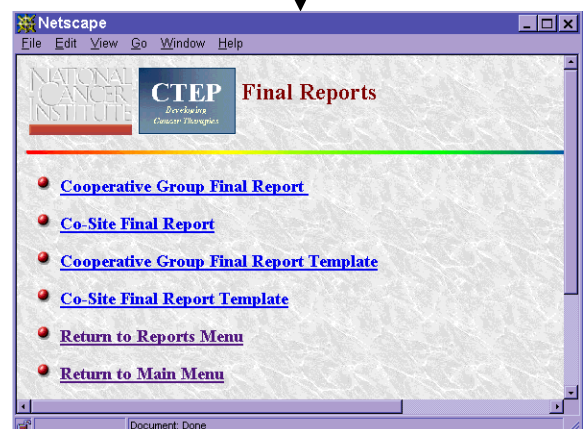 Netscape
File Edit View Go Window Help
NATIONAL
CANCER
INSTITUTE
CTEP
Developing
Cancer Therapies
Final Reports
Cooperative Group Final Report
Co-Site Final Report
Cooperative Group Final Report Template
Co-Site Final Report Template
Return to Reports Menu
Return to Main Menu
Document: Done